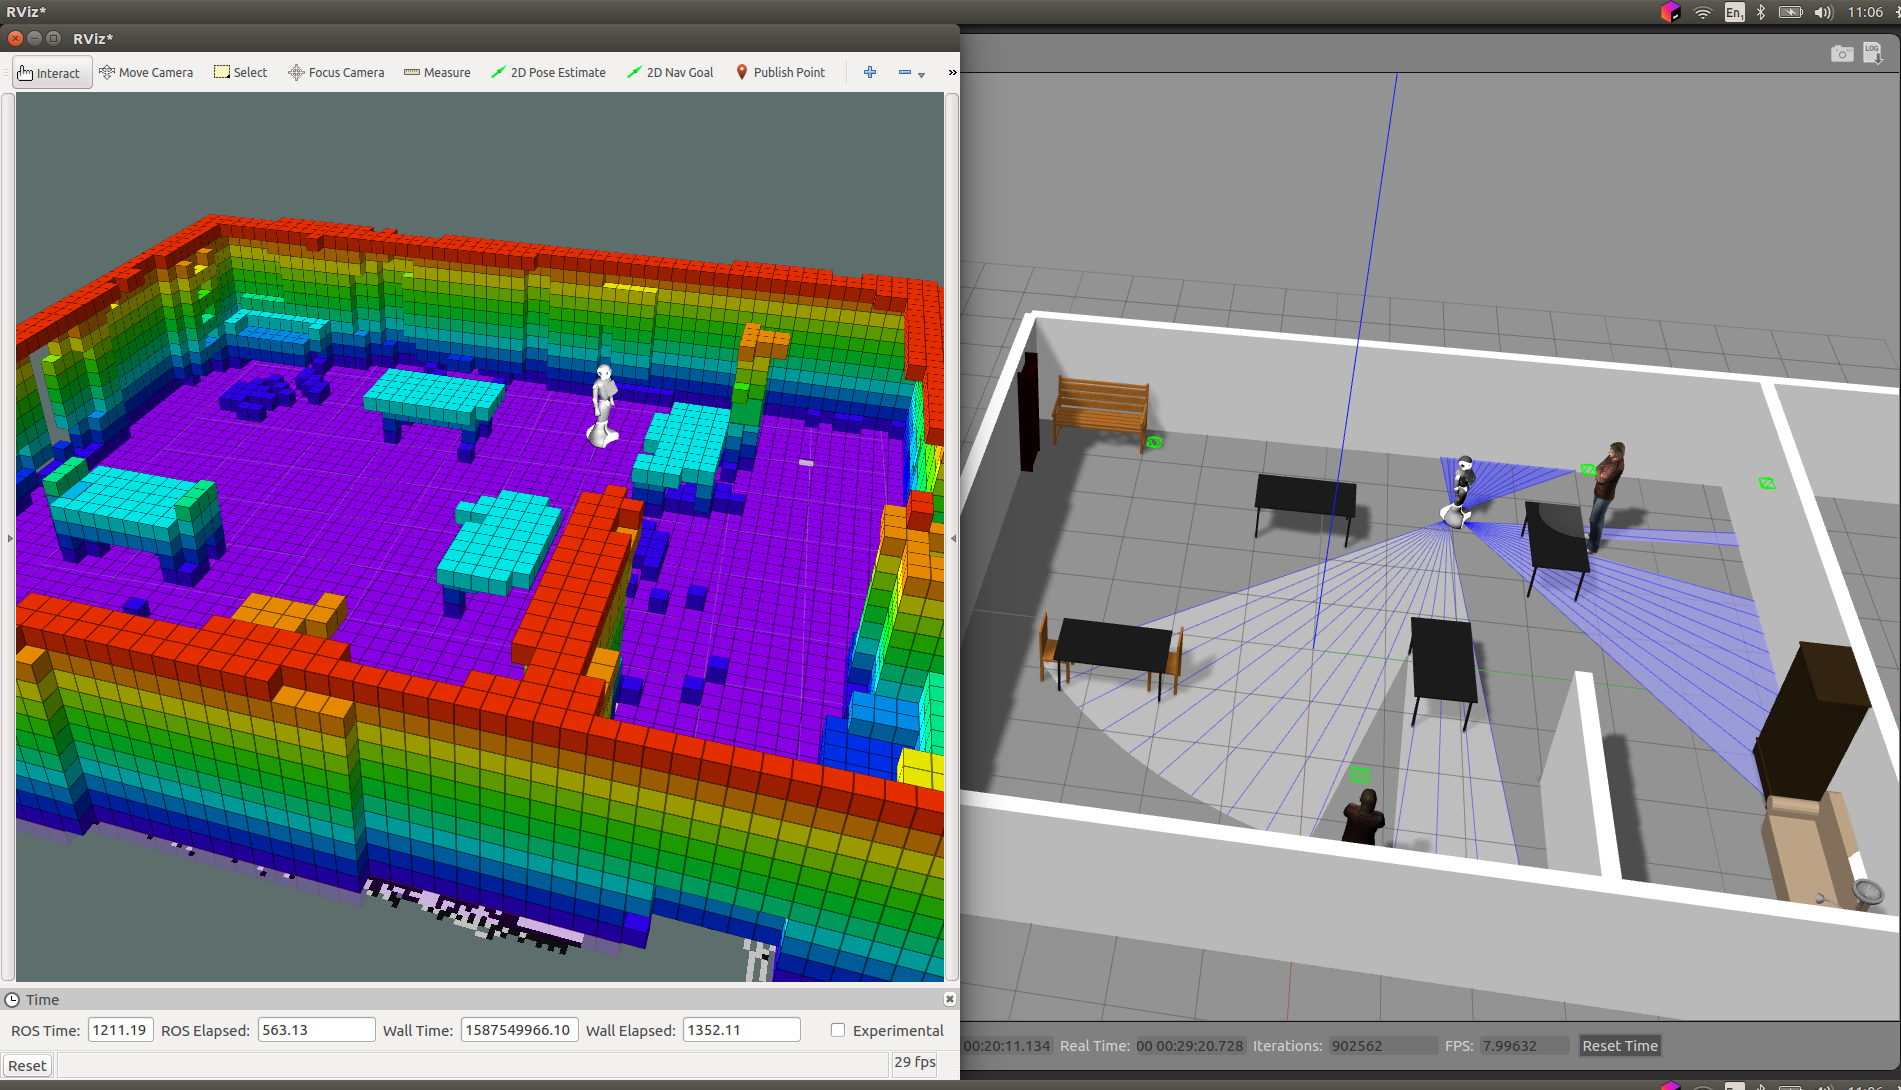 RViz*
En1
11:06
RViz*
Interact
Move Camera
Select
Focus Camera
Measure
2D Pose Estimate
2D Nav Goal
Publish Point
»
LOG
Time
ROS Time: 1211.19 ROS Elapsed: 563.13 Wall Time: 1587549966.10 Wall Elapsed: 1352.11 Experimental
Reset
29 fps
00:20:11.134 Real Time: 00 00:29:20.728 Iterations: 902562 FPS: 7.99632 Reset Time